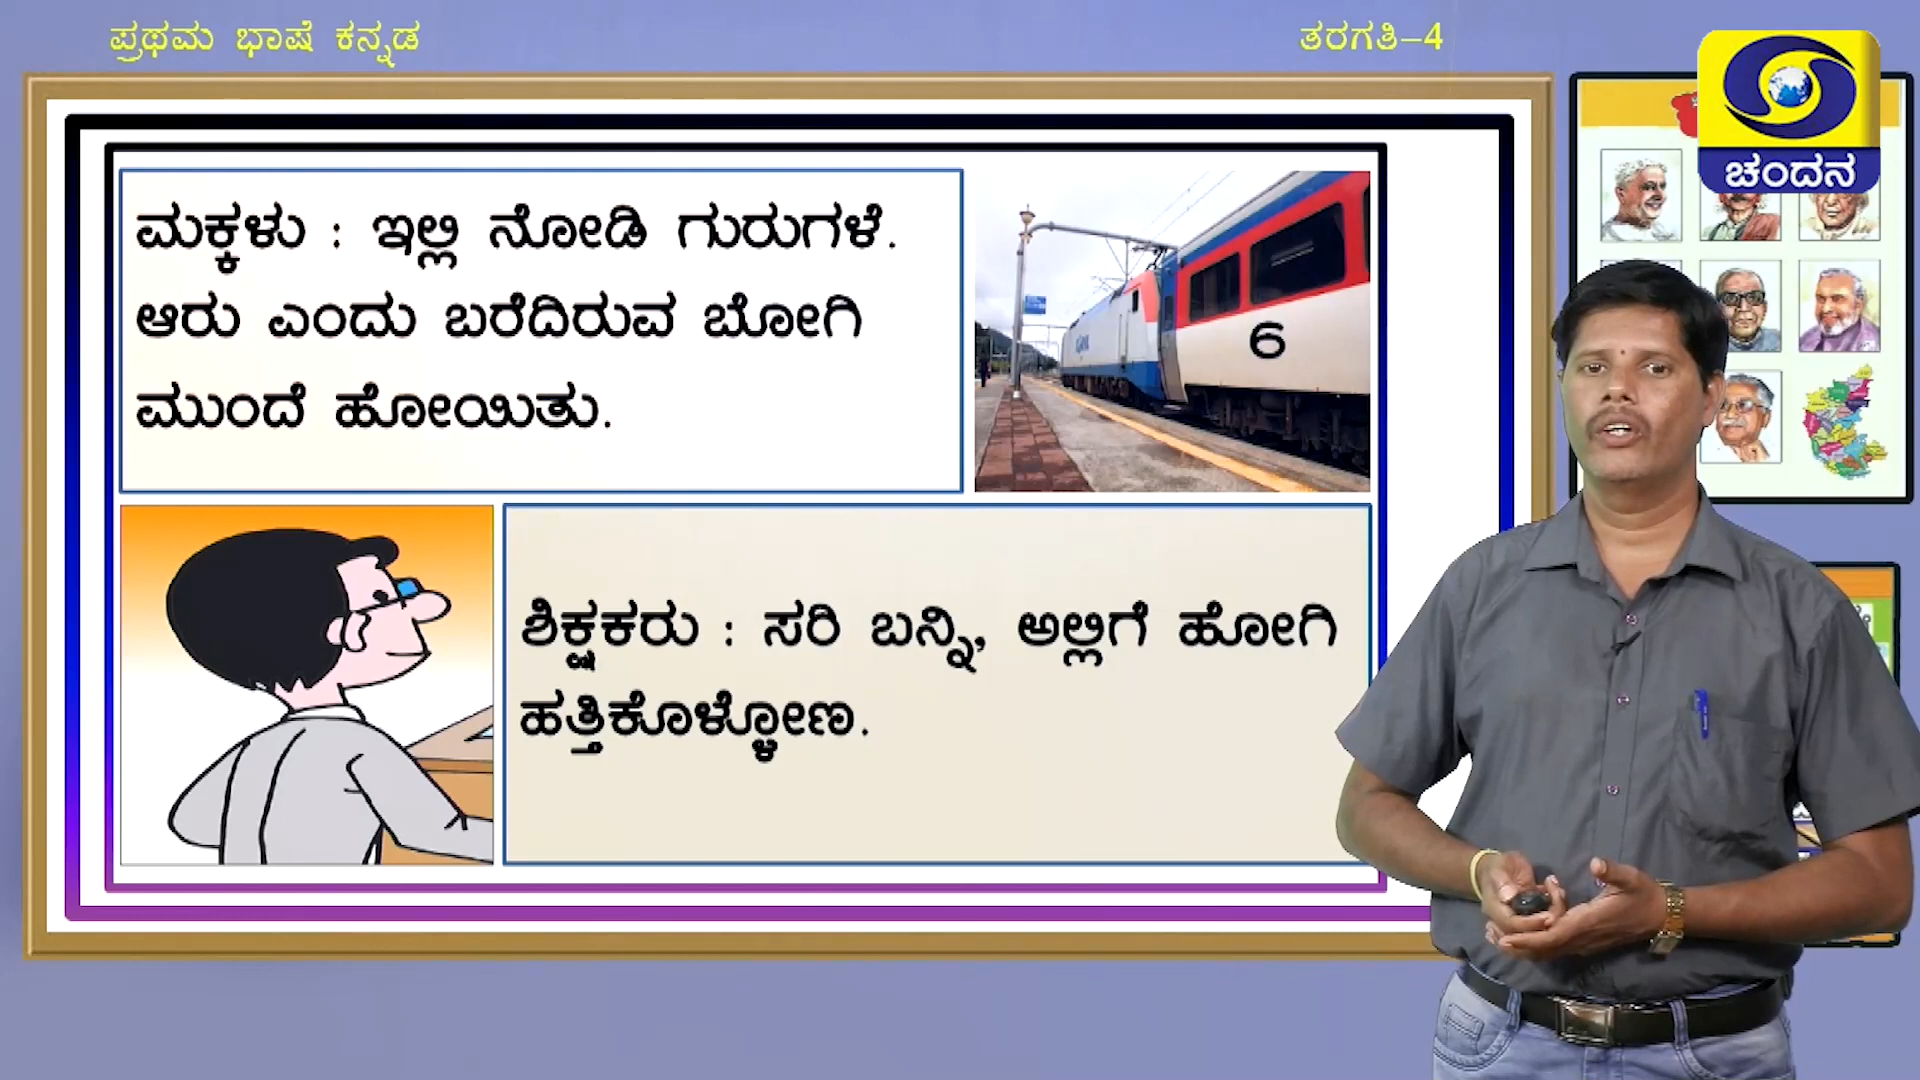 ಪ್ರಥಮ ಭಾಷೆ ಕನ್ನಡ
ತರಗತಿ–4
ಚಂದನ
ಮಕ್ಕಳು : ಇಲ್ಲಿ ನೋಡಿ ಗುರುಗಳೆ.
ಆರು ಎಂದು ಬರೆದಿರುವ ಬೋಗಿ
ಮುಂದೆ ಹೋಯಿತು.
6
ಶಿಕ್ಷಕರು : ಸರಿ ಬನ್ನಿ, ಅಲ್ಲಿಗೆ ಹೋಗಿ
ಹತ್ತಿಕೊಳ್ಳೋಣ.